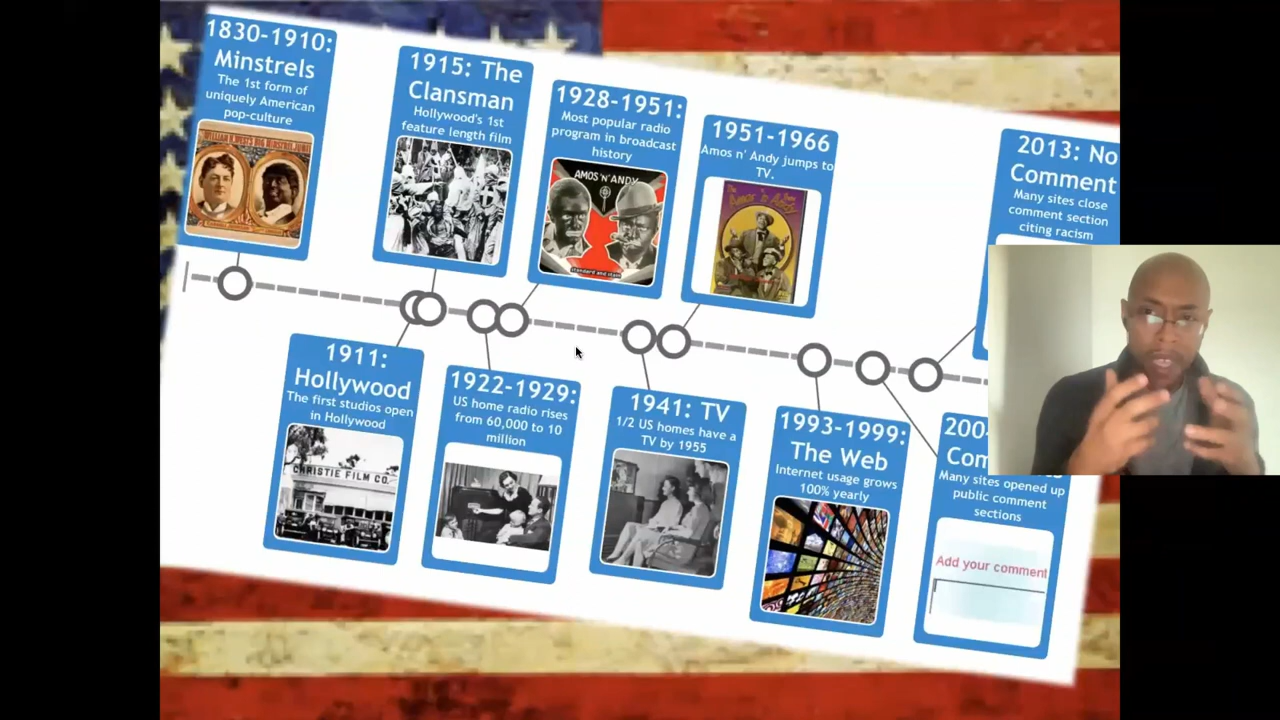 1830-1910:
Minstrels
The 1st form of
uniquely American
pop-culture
1915: The
Clansman
Hollywood's 1st
feature length film
1928-1951:
Most popular radio
program in broadcast
history
AMOS 'N' ANDY
1951-1966
Amos n' Andy jumps to
TV.
Amos 'n Andy
2013: No
Comment
Many sites close
comment section
citing racism
1911:
Hollywood
The first studios open
in Hollywood
CHRISTIE FILM CO.
1922-1929:
US home radio rises
from 60,000 to 10
million
1941: TV
1/2 US homes have a
TV by 1955
1993-1999:
The Web
Internet usage grows
100% yearly
200
Com
Many sites opened up
public comment
sections
Add your comment